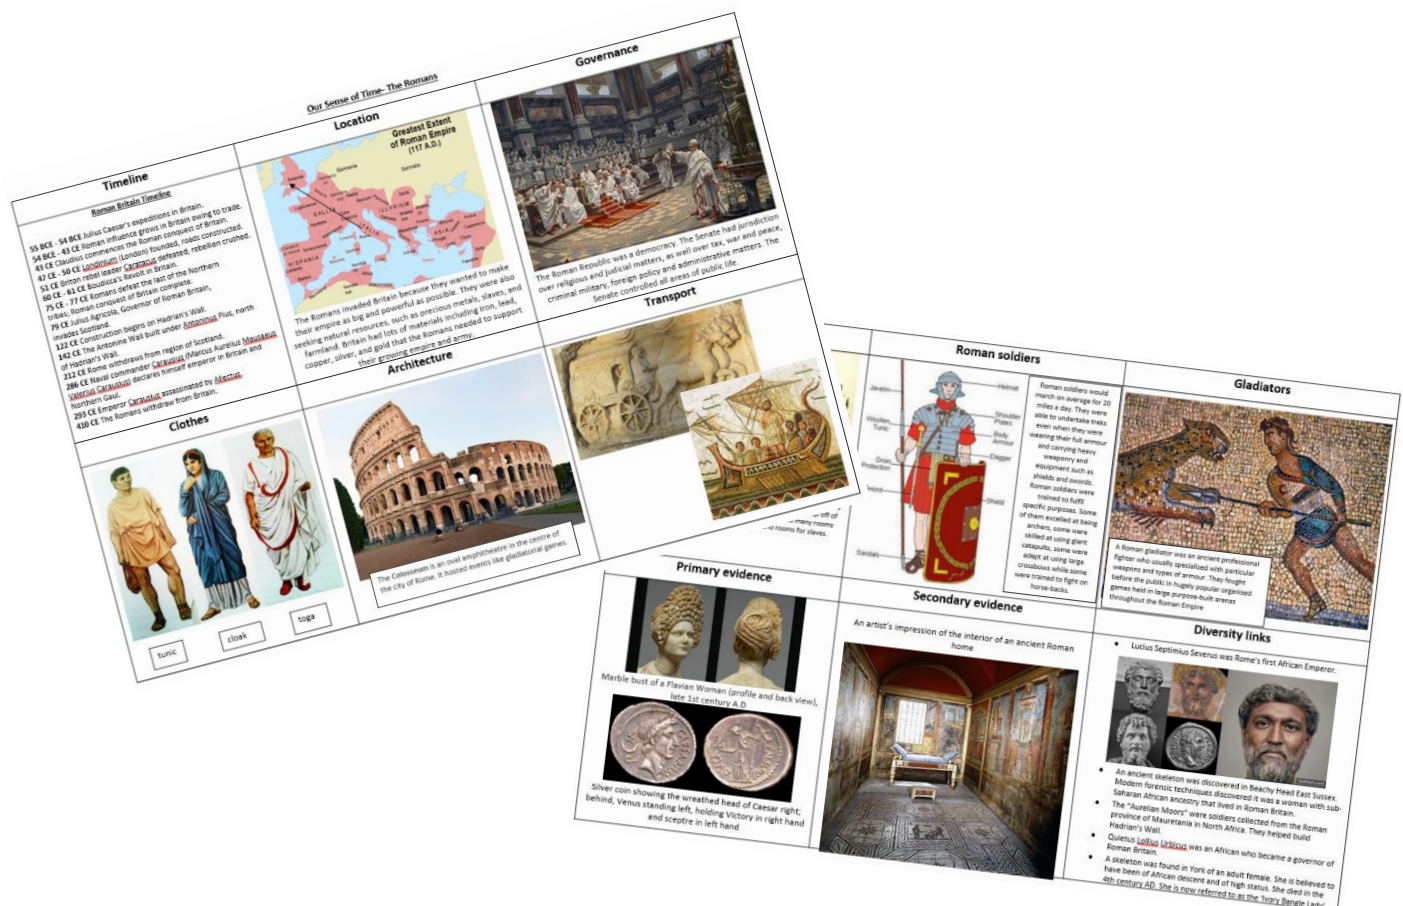 Our Sense of Time- The Romans
Timeline
Roman Britain Timeline
55 BCE - 54 BCE Julius Caesar's expeditions in Britain.
54 BCE - 43 CE Roman influence grows in Britain owing to trade.
43 CE Claudius commences the Roman conquest of Britain.
47 CE - 50 CE Londinium (London) founded, roads constructed.
51 CE Briton rebel leader Caratacus defeated, rebellion crushed.
60 CE - 61 CE Boudicca's Revolt in Britain.
75 CE - 77 CE Romans defeat the last of the Northern
tribes; Roman conquest of Britain complete.
79 CE Julius Agricola, Governor of Roman Britain,
invades Scotland.
122 CE Construction begins on Hadrian's Wall.
142 CE The Antonine Wall built under Antoninus Pius, north
of Hadrian's Wall.
212 CE Rome withdraws from region of Scotland.
286 CE Naval commander Carausius (Marcus Aurelius Mausaeus
Valerius Carausius) declares himself emperor in Britain and
Northern Gaul.
293 CE Emperor Carausius assassinated by Allectus.
410 CE The Romans withdraw from Britain.
Location
Greatest Extent
of Roman Empire
(117 A.D.)
Germania
Sarmatia
GALLIA
ILLYRICUM
ITALIA
HISPANIA
ASIA
The Romans invaded Britain because they wanted to make
their empire as big and powerful as possible. They were also
seeking natural resources, such as precious metals, slaves, and
farmland. Britain had lots of materials including iron, lead,
copper, silver, and gold that the Romans needed to support
their growing empire and army.
Governance
The Roman Republic was a democracy. The Senate had jurisdiction
over religious and judicial matters, as well over tax, war and peace,
criminal military, foreign policy and administrative matters. The
Senate controlled all areas of public life.
Clothes
tunic
cloak
toga
Architecture
The Colosseum is an oval amphitheatre in the centre of
the city of Rome. It hosted events like gladiatorial games.
Transport
off of
many rooms
rooms for slaves.
Roman soldiers
Javelin
Helmet
Woolen
Tunic
Shoulder
Plates
Body
Armour
Groin
Protection
Dagger
Sword
Shield
Sandals
Roman soldiers would
march on average for 20
miles a day. They were
able to undertake treks
even when they were
wearing their full armour
and carrying heavy
weaponry and
equipment such as
shields and swords.
Roman soldiers were
trained to fulfil
specific purposes. Some
of them excelled at being
archers, some were
skilled at using giant
catapults, some were
adept at using large
crossbows while some
were trained to fight on
horse-backs.
Gladiators
A Roman gladiator was an ancient professional
fighter who usually specialised with particular
weapons and types of armour. They fought
before the public in hugely popular organised
games held in large purpose-built arenas
throughout the Roman Empire
Primary evidence
Marble bust of a Flavian Woman (profile and back view),
late 1st century A.D
Silver coin showing the wreathed head of Caesar right;
behind, Venus standing left, holding Victory in right hand
and sceptre in left hand
Secondary evidence
An artist's impression of the interior of an ancient Roman
home
Diversity links
• Lucius Septimius Severus was Rome's first African Emperor.
• An ancient skeleton was discovered in Beachy Head East Sussex.
Modern forensic techniques discovered it was a woman with sub-
Saharan African ancestry that lived in Roman Britain.
• The "Aurelian Moors" were soldiers collected from the Roman
province of Mauretania in North Africa. They helped build
Hadrian's Wall.
• Quietus Lollius Urbicus was an African who became a governor of
Roman Britain.
• A skeleton was found in York of an adult female. She is believed to
have been of African descent and of high status. She died in the
4th century AD. She is now referred to as the 'Ivory Bangle Lady'